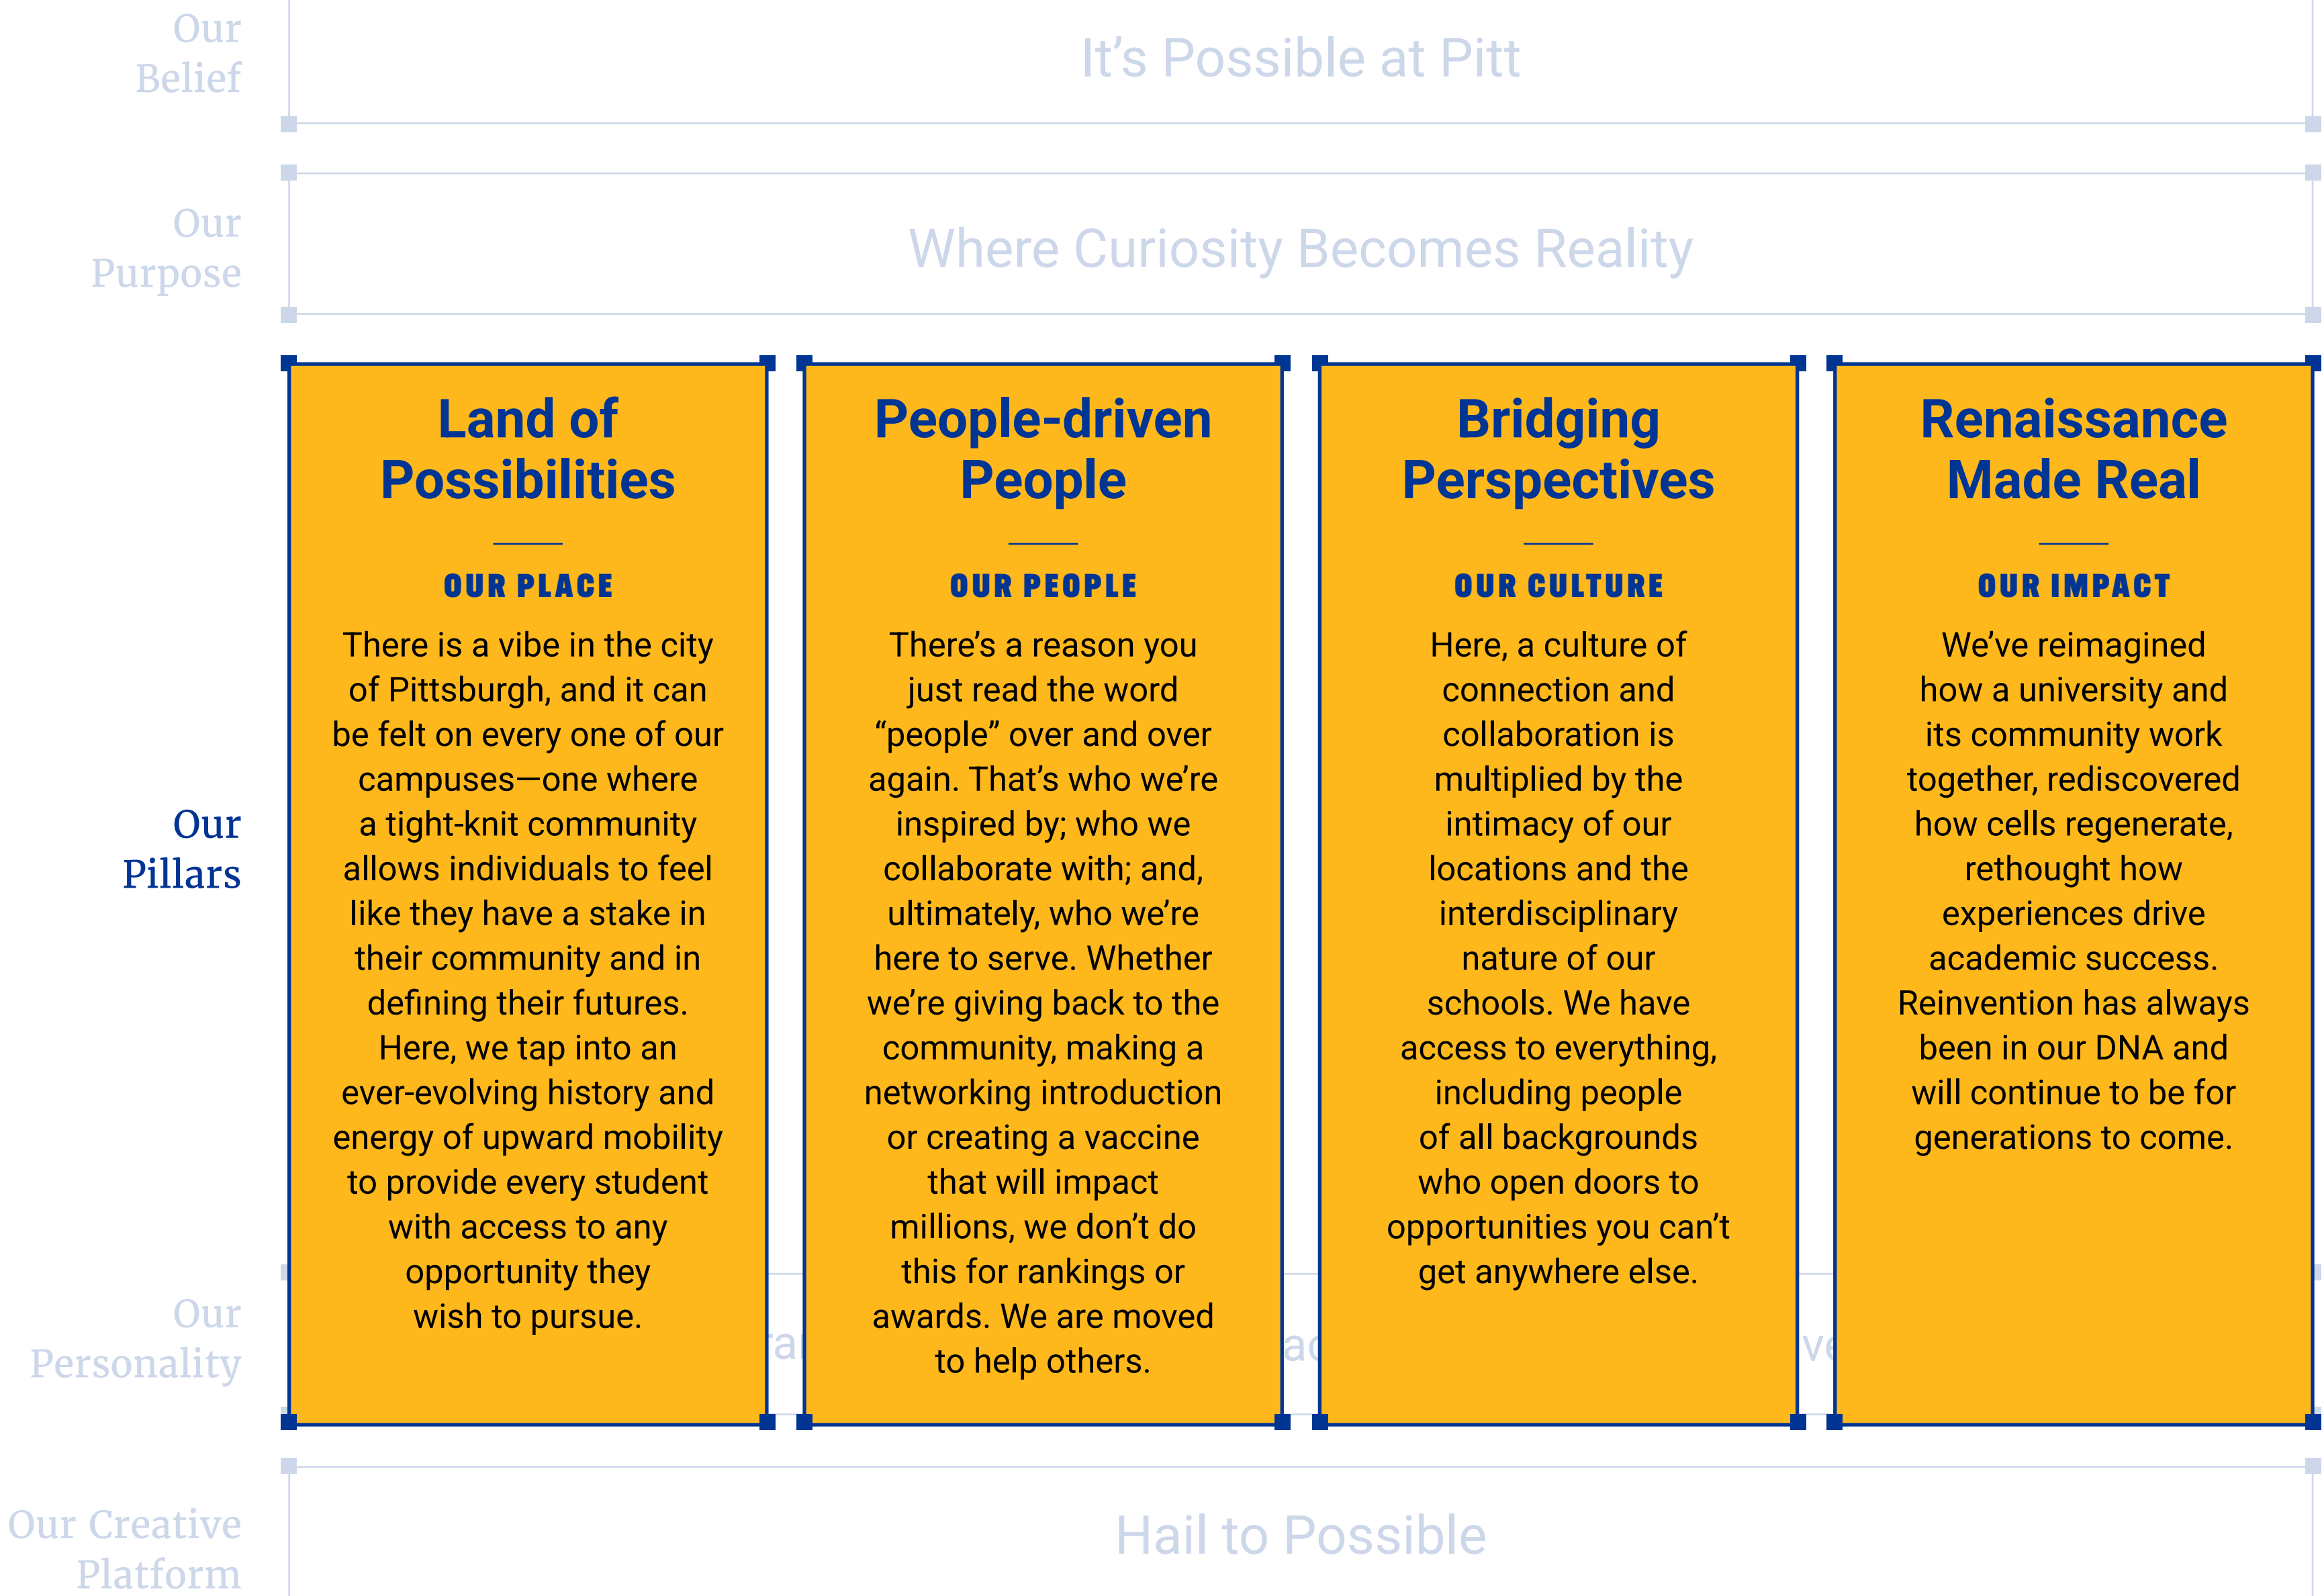 Our
Belief
It’s Possible at Pitt
Our
Purpose
Where Curiosity Becomes Reality
Our
Pillars
Land of
Possibilities
OUR PLACE
There is a vibe in the city
of Pittsburgh, and it can
be felt on every one of our
campuses—one where
a tight-knit community
allows individuals to feel
like they have a stake in
their community and in
defining their futures.
Here, we tap into an
ever-evolving history and
energy of upward mobility
to provide every student
with access to any
opportunity they
wish to pursue.
People-driven
People
OUR PEOPLE
There’s a reason you
just read the word
“people” over and over
again. That’s who we’re
inspired by; who we
collaborate with; and,
ultimately, who we’re
here to serve. Whether
we’re giving back to the
community, making a
networking introduction
or creating a vaccine
that will impact
millions, we don’t do
this for rankings or
awards. We are moved
to help others.
Bridging
Perspectives
OUR CULTURE
Here, a culture of
connection and
collaboration is
multiplied by the
intimacy of our
locations and the
interdisciplinary
nature of our
schools. We have
access to everything,
including people
of all backgrounds
who open doors to
opportunities you can’t
get anywhere else.
Renaissance
Made Real
OUR IMPACT
We’ve reimagined
how a university and
its community work
together, rediscovered
how cells regenerate,
rethought how
experiences drive
academic success.
Reinvention has always
been in our DNA and
will continue to be for
generations to come.
Our
Personality
Our Creative
Platform
Hail to Possible